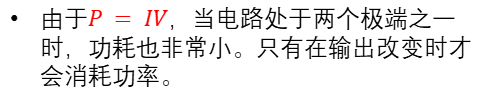 • 由于P = IV，当电路处于两个极端之一
时，功耗也非常小。只有在输出改变时才
会消耗功率。